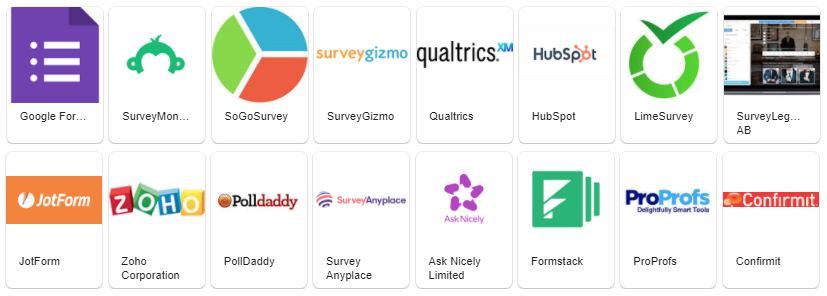 surveygizmo
qualtrics.XM
HubSpot
Google For...
SurveyMon...
SoGoSurvey
SurveyGizmo
Qualtrics
HubSpot
LimeSurvey
SurveyLeg...
AB
JotForm
ZOHO
Polldaddy
SurveyAnyplace
Ask Nicely
ProProfs
Delightfully Smart Tools
Confirmit
JotForm
Zoho
Corporation
PollDaddy
Survey
Anyplace
Ask Nicely
Limited
Formstack
ProProfs
Confirmit